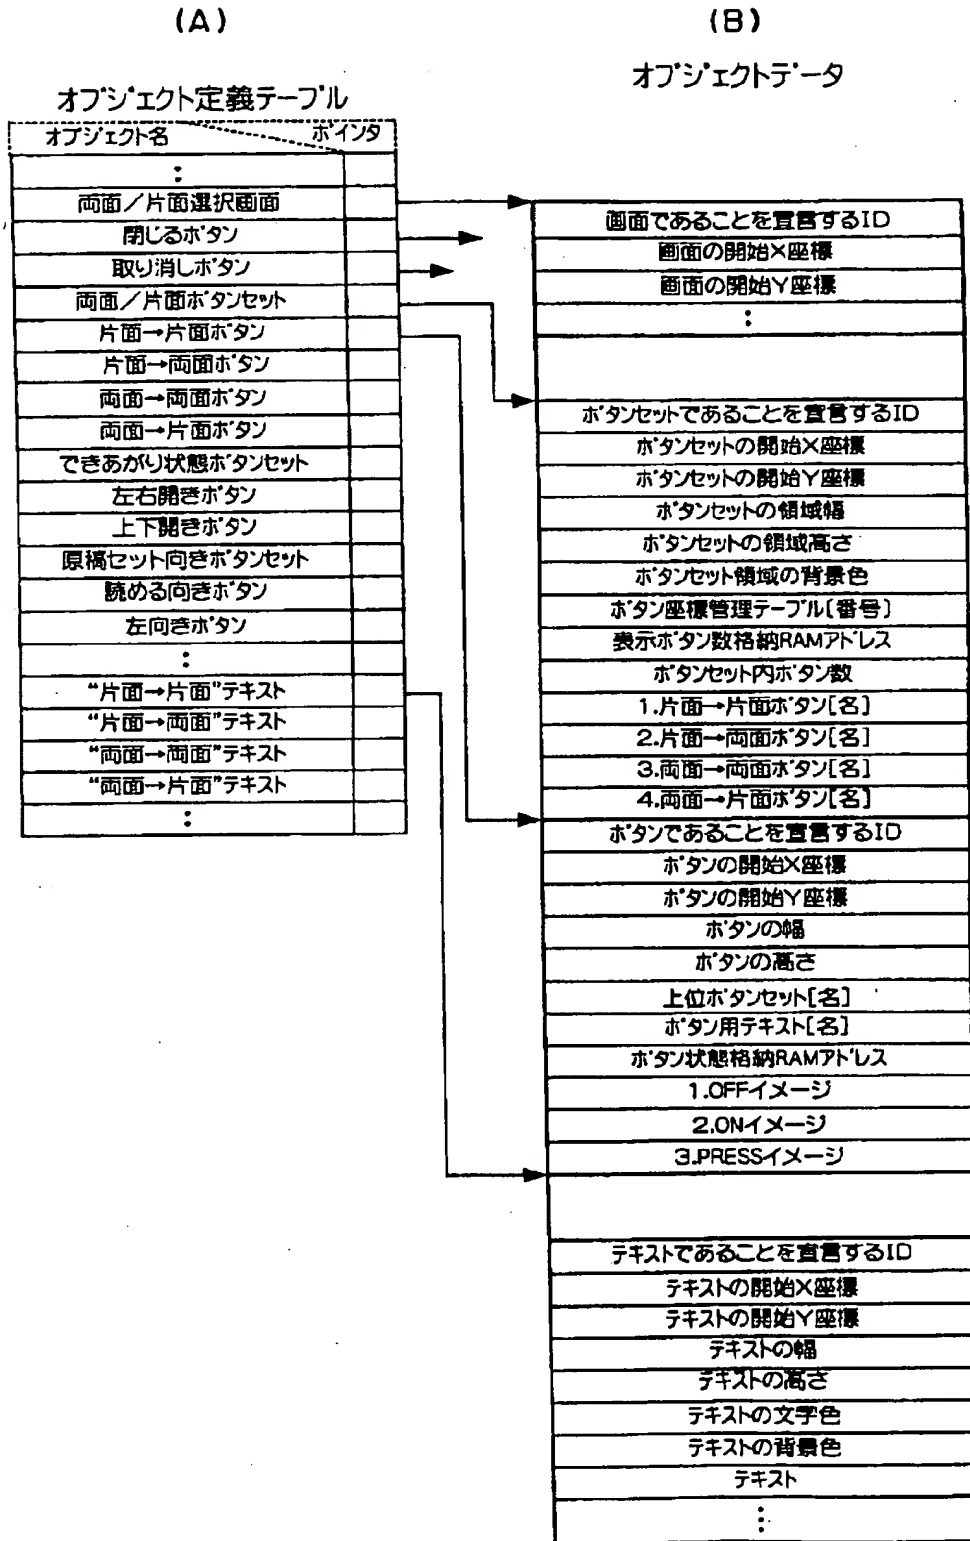 (A)
オブジェクト定義テーブル
オブジェクト名 ポインタ
:
両面／片面選択画面
閉じるボタン
取り消しボタン
両面／片面ボタンセット
片面→片面ボタン
片面→両面ボタン
両面→両面ボタン
両面→片面ボタン
できあがり状態ボタンセット
左右開きボタン
上下開きボタン
原稿セット向きボタンセット
読める向きボタン
左向きボタン
:
“片面→片面”テキスト
“片面→両面”テキスト
“両面→両面”テキスト
“両面→片面”テキスト
:
(B)
オブジェクトデータ
画面であることを宣言するID
画面の開始X座標
画面の開始Y座標
:
ボタンセットであることを宣言するID
ボタンセットの開始X座標
ボタンセットの開始Y座標
ボタンセットの領域幅
ボタンセットの領域高さ
ボタンセット領域の背景色
ボタン座標管理テーブル[番号]
表示ボタン数格納RAMアドレス
ボタンセット内ボタン数
1.片面→片面ボタン[名]
2.片面→両面ボタン[名]
3.両面→両面ボタン[名]
4.両面→片面ボタン[名]
ボタンであることを宣言するID
ボタンの開始X座標
ボタンの開始Y座標
ボタンの幅
ボタンの高さ
上位ボタンセット[名]
ボタン用テキスト[名]
ボタン状態格納RAMアドレス
1.OFFイメージ
2.ONイメージ
3.PRESSイメージ
テキストであることを宣言するID
テキストの開始X座標
テキストの開始Y座標
テキストの幅
テキストの高さ
テキストの文字色
テキストの背景色
テキスト
: